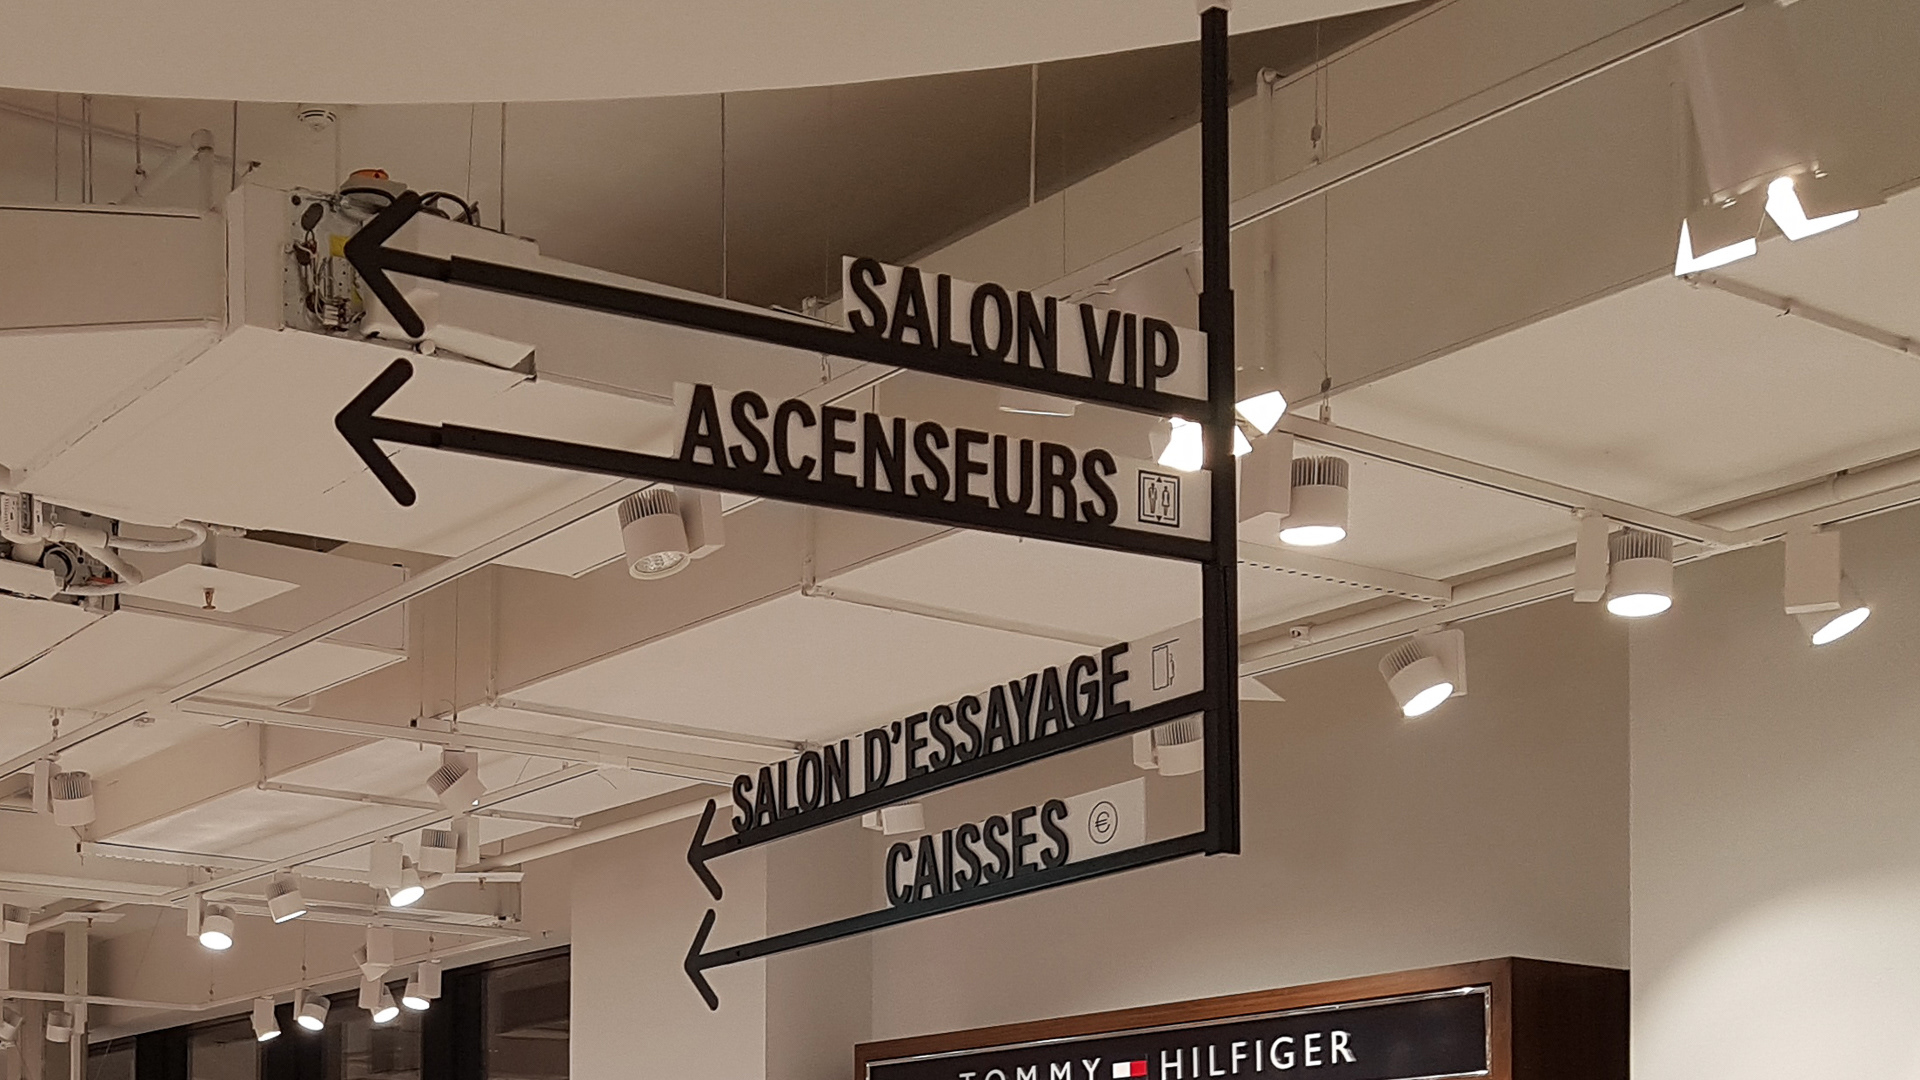 SALON VIP
ASCENSEURS
SALON D'ESSAYAGE
CAISSES €
TOMMY HILFIGER